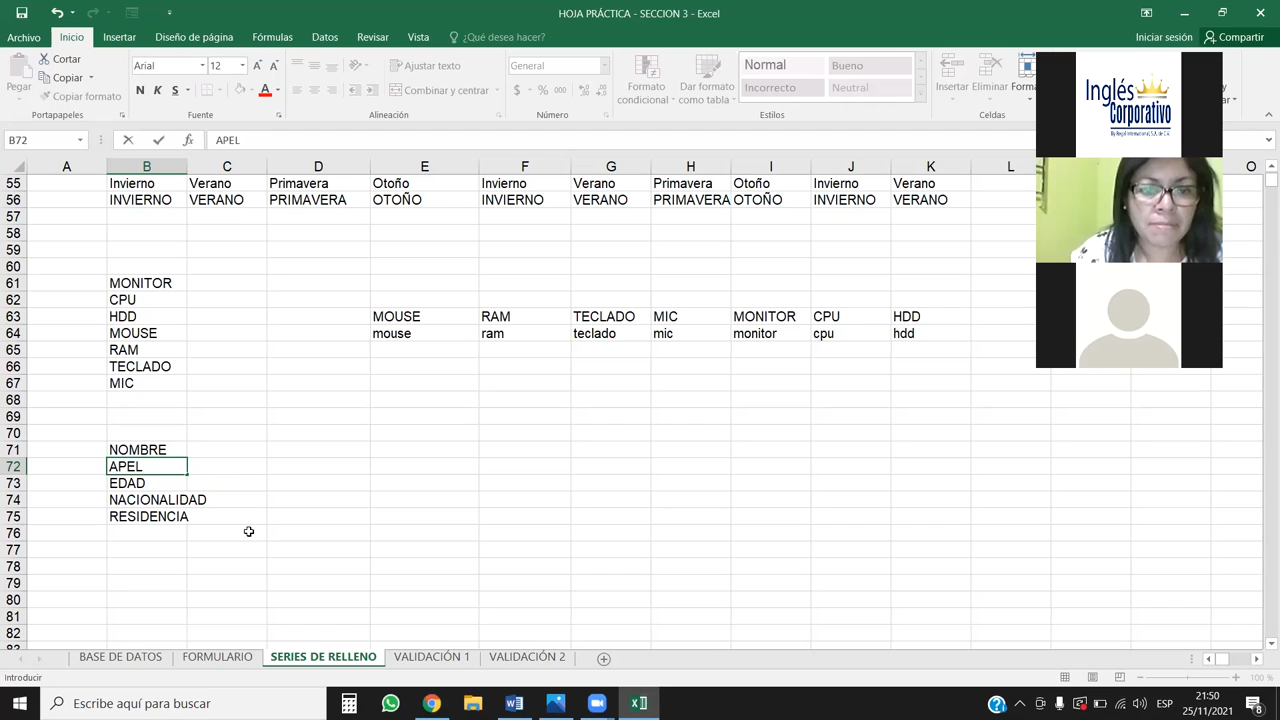 HOJA PRÁCTICA - SECCION 3 - Excel
Archivo Inicio Insertar Diseño de página Fórmulas Datos Revisar Vista ¿Qué desea hacer? Iniciar sesión Compartir
Pegar Cortar Copiar Copiar formato Portapapeles
Arial 12 N K S Fuente
Ajustar texto Combinar y centrar Alineación
General % 000 Número
Formato condicional Dar formato como tabla
Normal Bueno Incorrecto Neutral Estilos
Insertar Eliminar Celdas
Inglés Corporativo
B72 fx APEL
A B C D E F G H I J K L O
55 Invierno Verano Primavera Otoño Invierno Verano Primavera Otoño Invierno Verano
56 INVIERNO VERANO PRIMAVERA OTOÑO INVIERNO VERANO PRIMAVERA OTOÑO INVIERNO VERANO
57
58
59
60
61 MONITOR
62 CPU
63 HDD MOUSE RAM TECLADO MIC MONITOR CPU HDD
64 MOUSE mouse ram teclado mic monitor cpu hdd
65 RAM
66 TECLADO
67 MIC
68
69
70
71 NOMBRE
72 APEL
73 EDAD
74 NACIONALIDAD
75 RESIDENCIA
76
77
78
79
80
81
82
BASE DE DATOS FORMULARIO SERIES DE RELLENO VALIDACIÓN 1 VALIDACIÓN 2
Introducir 100 %
Escribe aquí para buscar ESP 21:50
25/11/2021 8